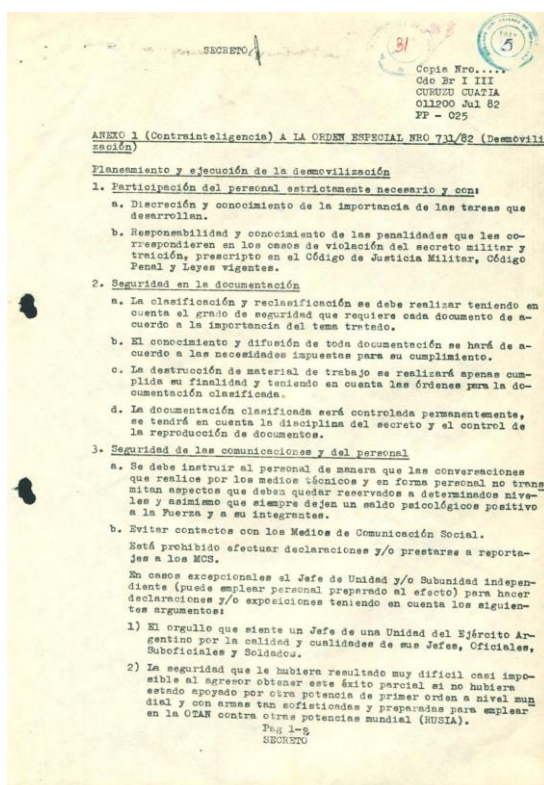 SECRETO
31
5
Copia Nro.....
Cdo Br I III
CURUZU CUATIA
011200 Jul 82
PP - 025
ANEXO 1 (Contrainteligencia) A LA ORDEN ESPECIAL NRO 731/82 (Desmovili
zación)
Planeamiento y ejecución de la desmovilización
1. Participación del personal estrictamente necesario y con:
a. Discreción y conocimiento de la importancia de las tareas que
desarrollan.
b. Responsabilidad y conocimiento de las penalidades que les co-
rrespondieren en los casos de violación del secreto militar y
traición, prescripto en el Código de Justicia Militar, Código
Penal y Leyes vigentes.
2. Seguridad en la documentación
a. La clasificación y reclasificación se debe realizar teniendo en
cuenta el grado de seguridad que requiere cada documento de a-
cuerdo a la importancia del tema tratado.
b. El conocimiento y difusión de toda documentación se hará de a-
cuerdo a las necesidades impuestas para su cumplimiento.
c. La destrucción de material de trabajo se realizará apenas cum-
plida su finalidad y teniendo en cuenta las órdenes para la do-
cumentación clasificada.
d. La documentación clasificada será controlada permanentemente,
se tendrá en cuenta la disciplina del secreto y el control de
la reproducción de documentos.
3. Seguridad de las comunicaciones y del personal
a. Se debe instruir al personal de manera que las conversaciones
que realice por los medios técnicos y en forma personal no trans
mitan aspectos que deben quedar reservados a determinados nive-
les y asimismo que siempre dejen un saldo psicológicos positivo
a la Fuerza y a su integrantes.
b. Evitar contactos con los Medios de Comunicación Social.
Está prohibido efectuar declaraciones y/o prestarse a reporta-
jes a los MCS.
En casos excepcionales el Jefe de Unidad y/o Subunidad indepen-
diente (puede emplear personal preparado al efecto) para hacer
declaraciones y/o exposiciones teniendo en cuenta los siguien-
tes argumentos:
1) El orgullo que siente un Jefe de una Unidad del Ejército Ar-
gentino por la calidad y cualidades de sus Jefes, Oficiales,
Suboficiales y Soldados.
2) La seguridad que le hubiera resultado muy difícil casi impo-
sible al agresor obtener este éxito parcial si no hubiera
estado apoyado por otra potencia de primer orden a nivel mun
dial y con armas tan sofisticadas y preparadas para emplear
en la OTAN contra otras potencias mundial (RUSIA).
Pag 1-3
SECRETO